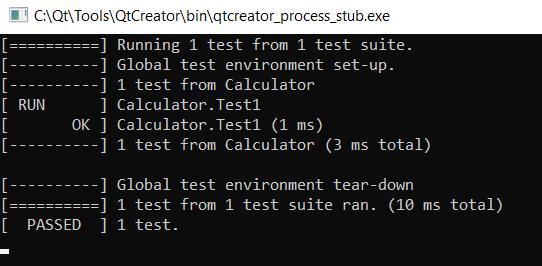 C:\Qt\Tools\QtCreator\bin\qtcreator_process_stub.exe
[==========] Running 1 test from 1 test suite.
[----------] Global test environment set-up.
[----------] 1 test from Calculator
[ RUN      ] Calculator.Test1
[       OK ] Calculator.Test1 (1 ms)
[----------] 1 test from Calculator (3 ms total)

[----------] Global test environment tear-down
[==========] 1 test from 1 test suite ran. (10 ms total)
[  PASSED  ] 1 test.